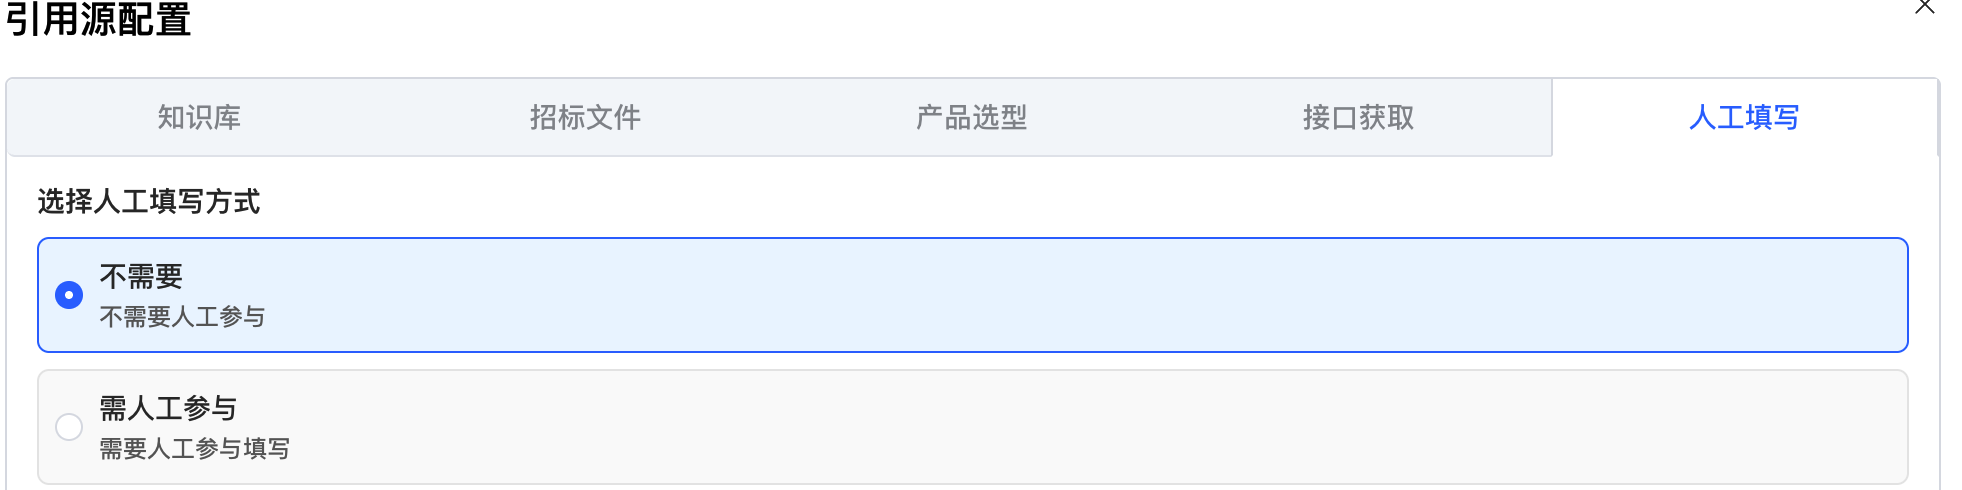 引用源配置
知识库 招标文件 产品选型 接口获取 人工填写
选择人工填写方式
不需要
不需要人工参与
需人工参与
需要人工参与填写